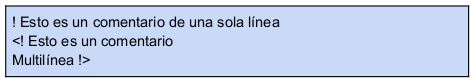 ! Esto es un comentario de una sola línea
<! Esto es un comentario
Multilínea !>